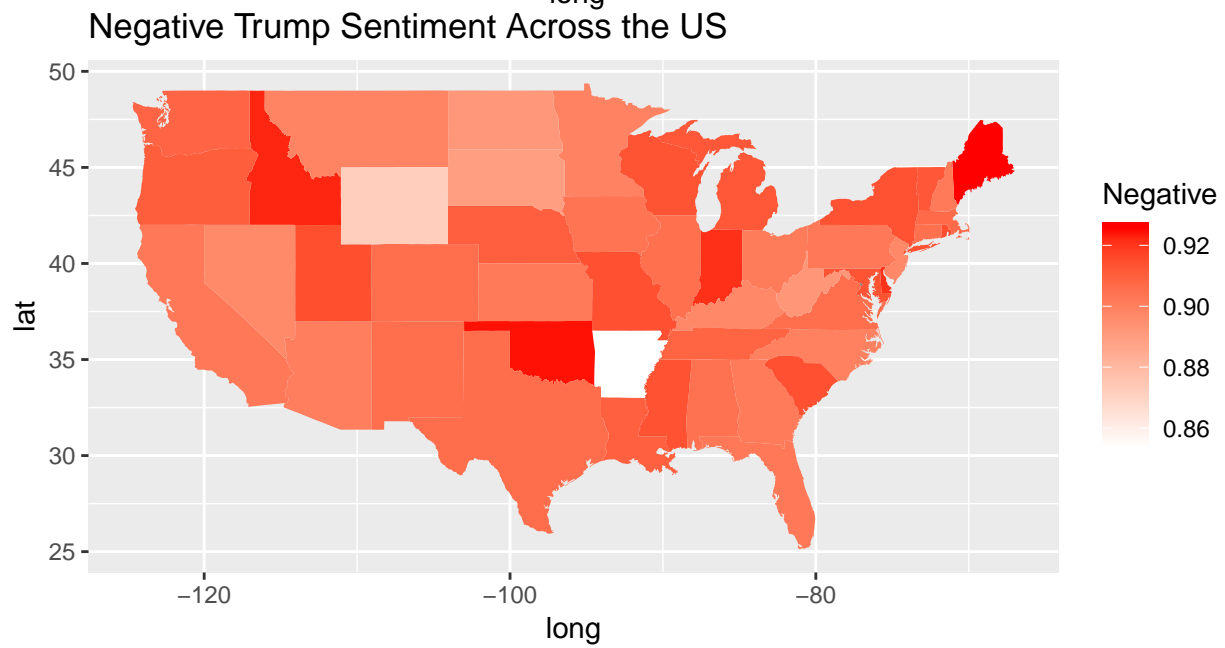 long
Negative Trump Sentiment Across the US
50
45
40
35
30
25
lat
−120
−100
−80
long
Negative
0.92
0.90
0.88
0.86